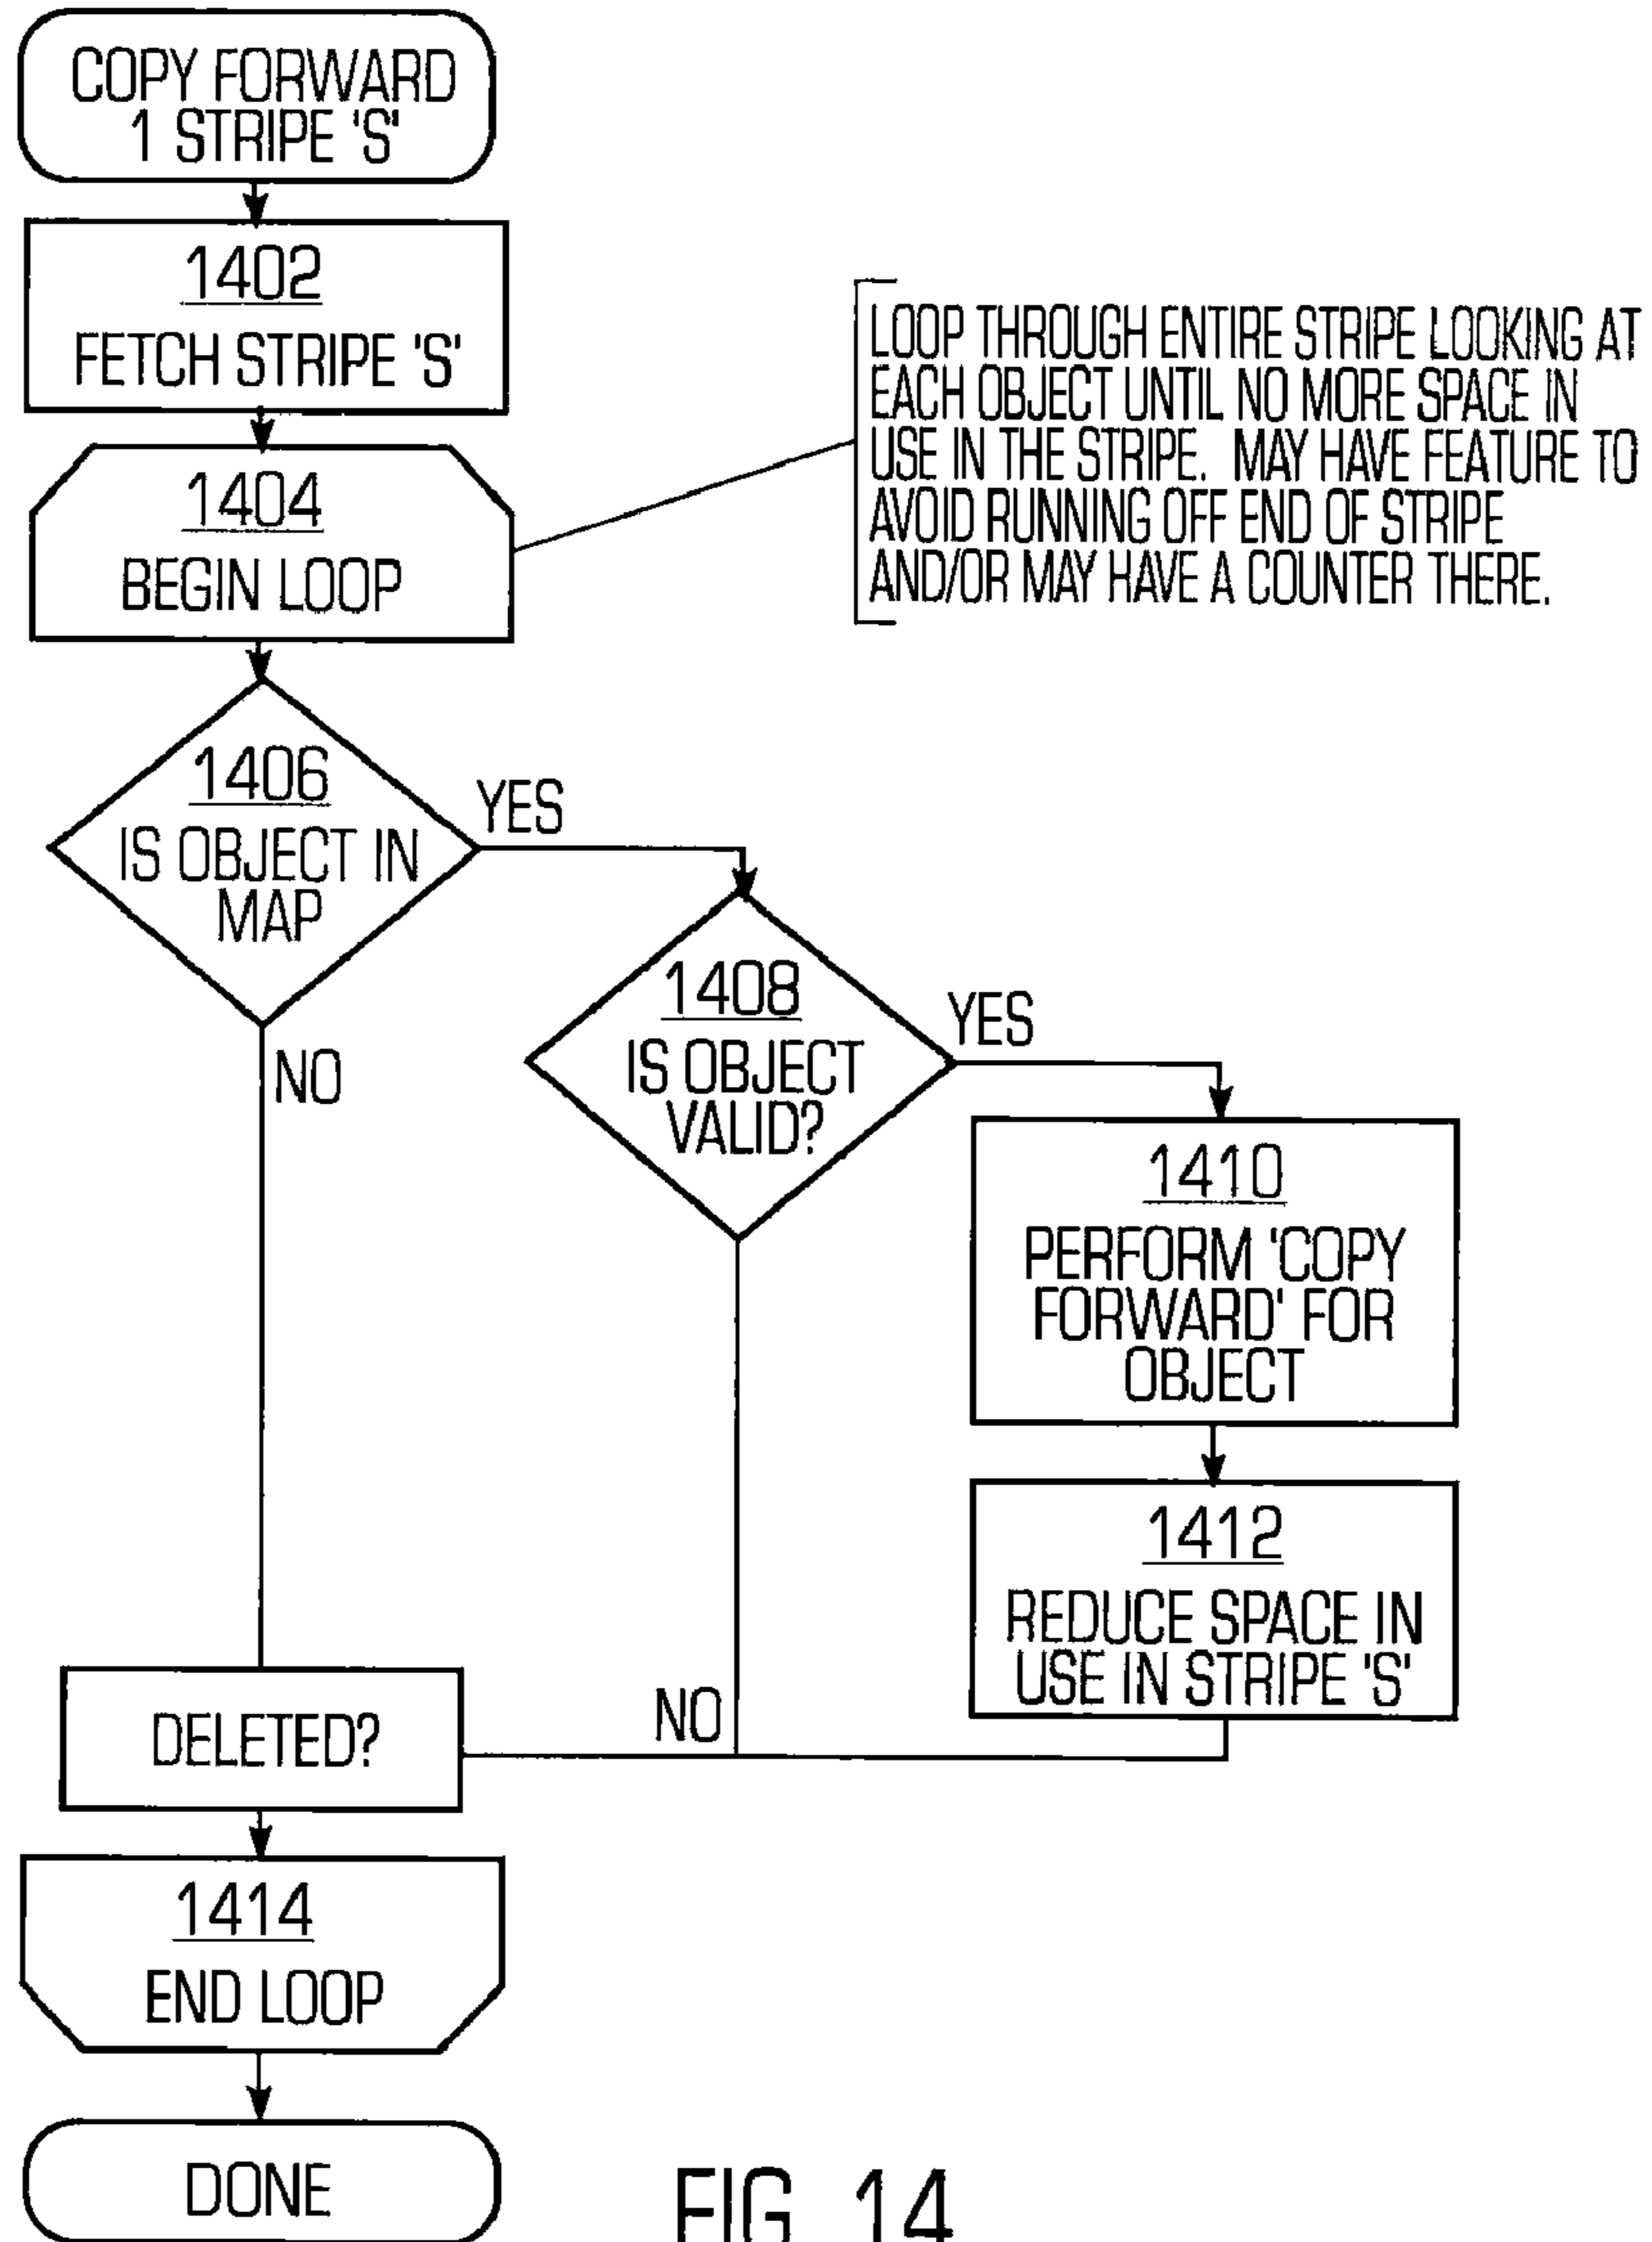 COPY FORWARD
1 STRIPE 'S'
1402
FETCH STRIPE 'S'
1404
BEGIN LOOP
LOOP THROUGH ENTIRE STRIPE LOOKING AT
EACH OBJECT UNTIL NO MORE SPACE IN
USE IN THE STRIPE. MAY HAVE FEATURE TO
AVOID RUNNING OFF END OF STRIPE
AND/OR MAY HAVE A COUNTER THERE.
1406
IS OBJECT IN
MAP
YES
NO
1408
IS OBJECT
VALID?
YES
NO
1410
PERFORM 'COPY
FORWARD' FOR
OBJECT
1412
REDUCE SPACE IN
USE IN STRIPE 'S'
DELETED?
1414
END LOOP
DONE
FIG. 14